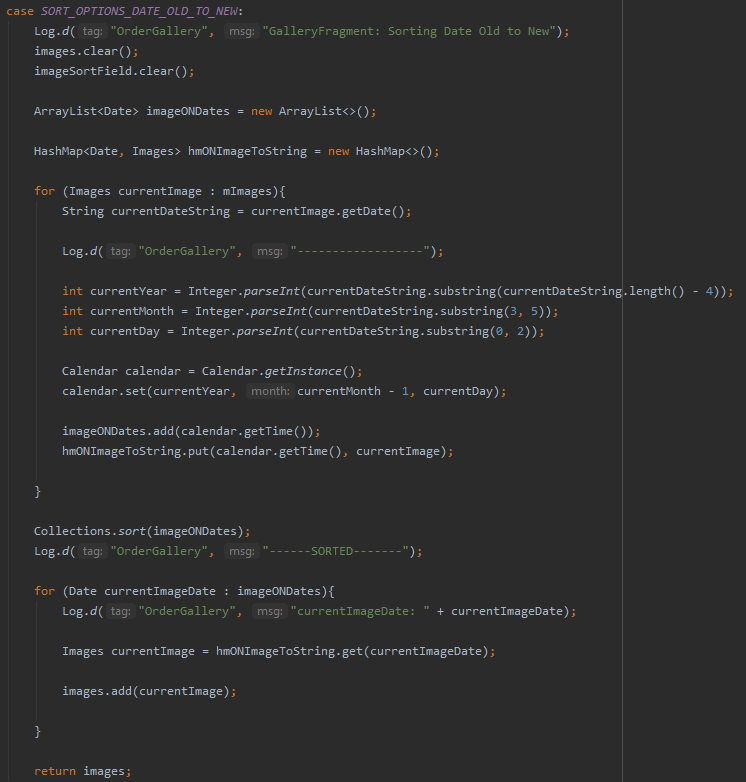 case SORT_OPTIONS_DATE_OLD_TO_NEW:
Log.d( tag: "OrderGallery", msg: "GalleryFragment: Sorting Date Old to New");
images.clear();
imageSortField.clear();
ArrayList<Date> imageONDates = new ArrayList<>();
HashMap<Date, Images> hmONImageToString = new HashMap<>();
for (Images currentImage : mImages){
String currentDateString = currentImage.getDate();
Log.d( tag: "OrderGallery", msg: "------------------");
int currentYear = Integer.parseInt(currentDateString.substring(currentDateString.length() - 4));
int currentMonth = Integer.parseInt(currentDateString.substring(3, 5));
int currentDay = Integer.parseInt(currentDateString.substring(0, 2));
Calendar calendar = Calendar.getInstance();
calendar.set(currentYear, month: currentMonth - 1, currentDay);
imageONDates.add(calendar.getTime());
hmONImageToString.put(calendar.getTime(), currentImage);
}
Collections.sort(imageONDates);
Log.d( tag: "OrderGallery", msg: "------SORTED-------");
for (Date currentImageDate : imageONDates){
Log.d( tag: "OrderGallery", msg: "currentImageDate: " + currentImageDate);
Images currentImage = hmONImageToString.get(currentImageDate);
images.add(currentImage);
}
return images;